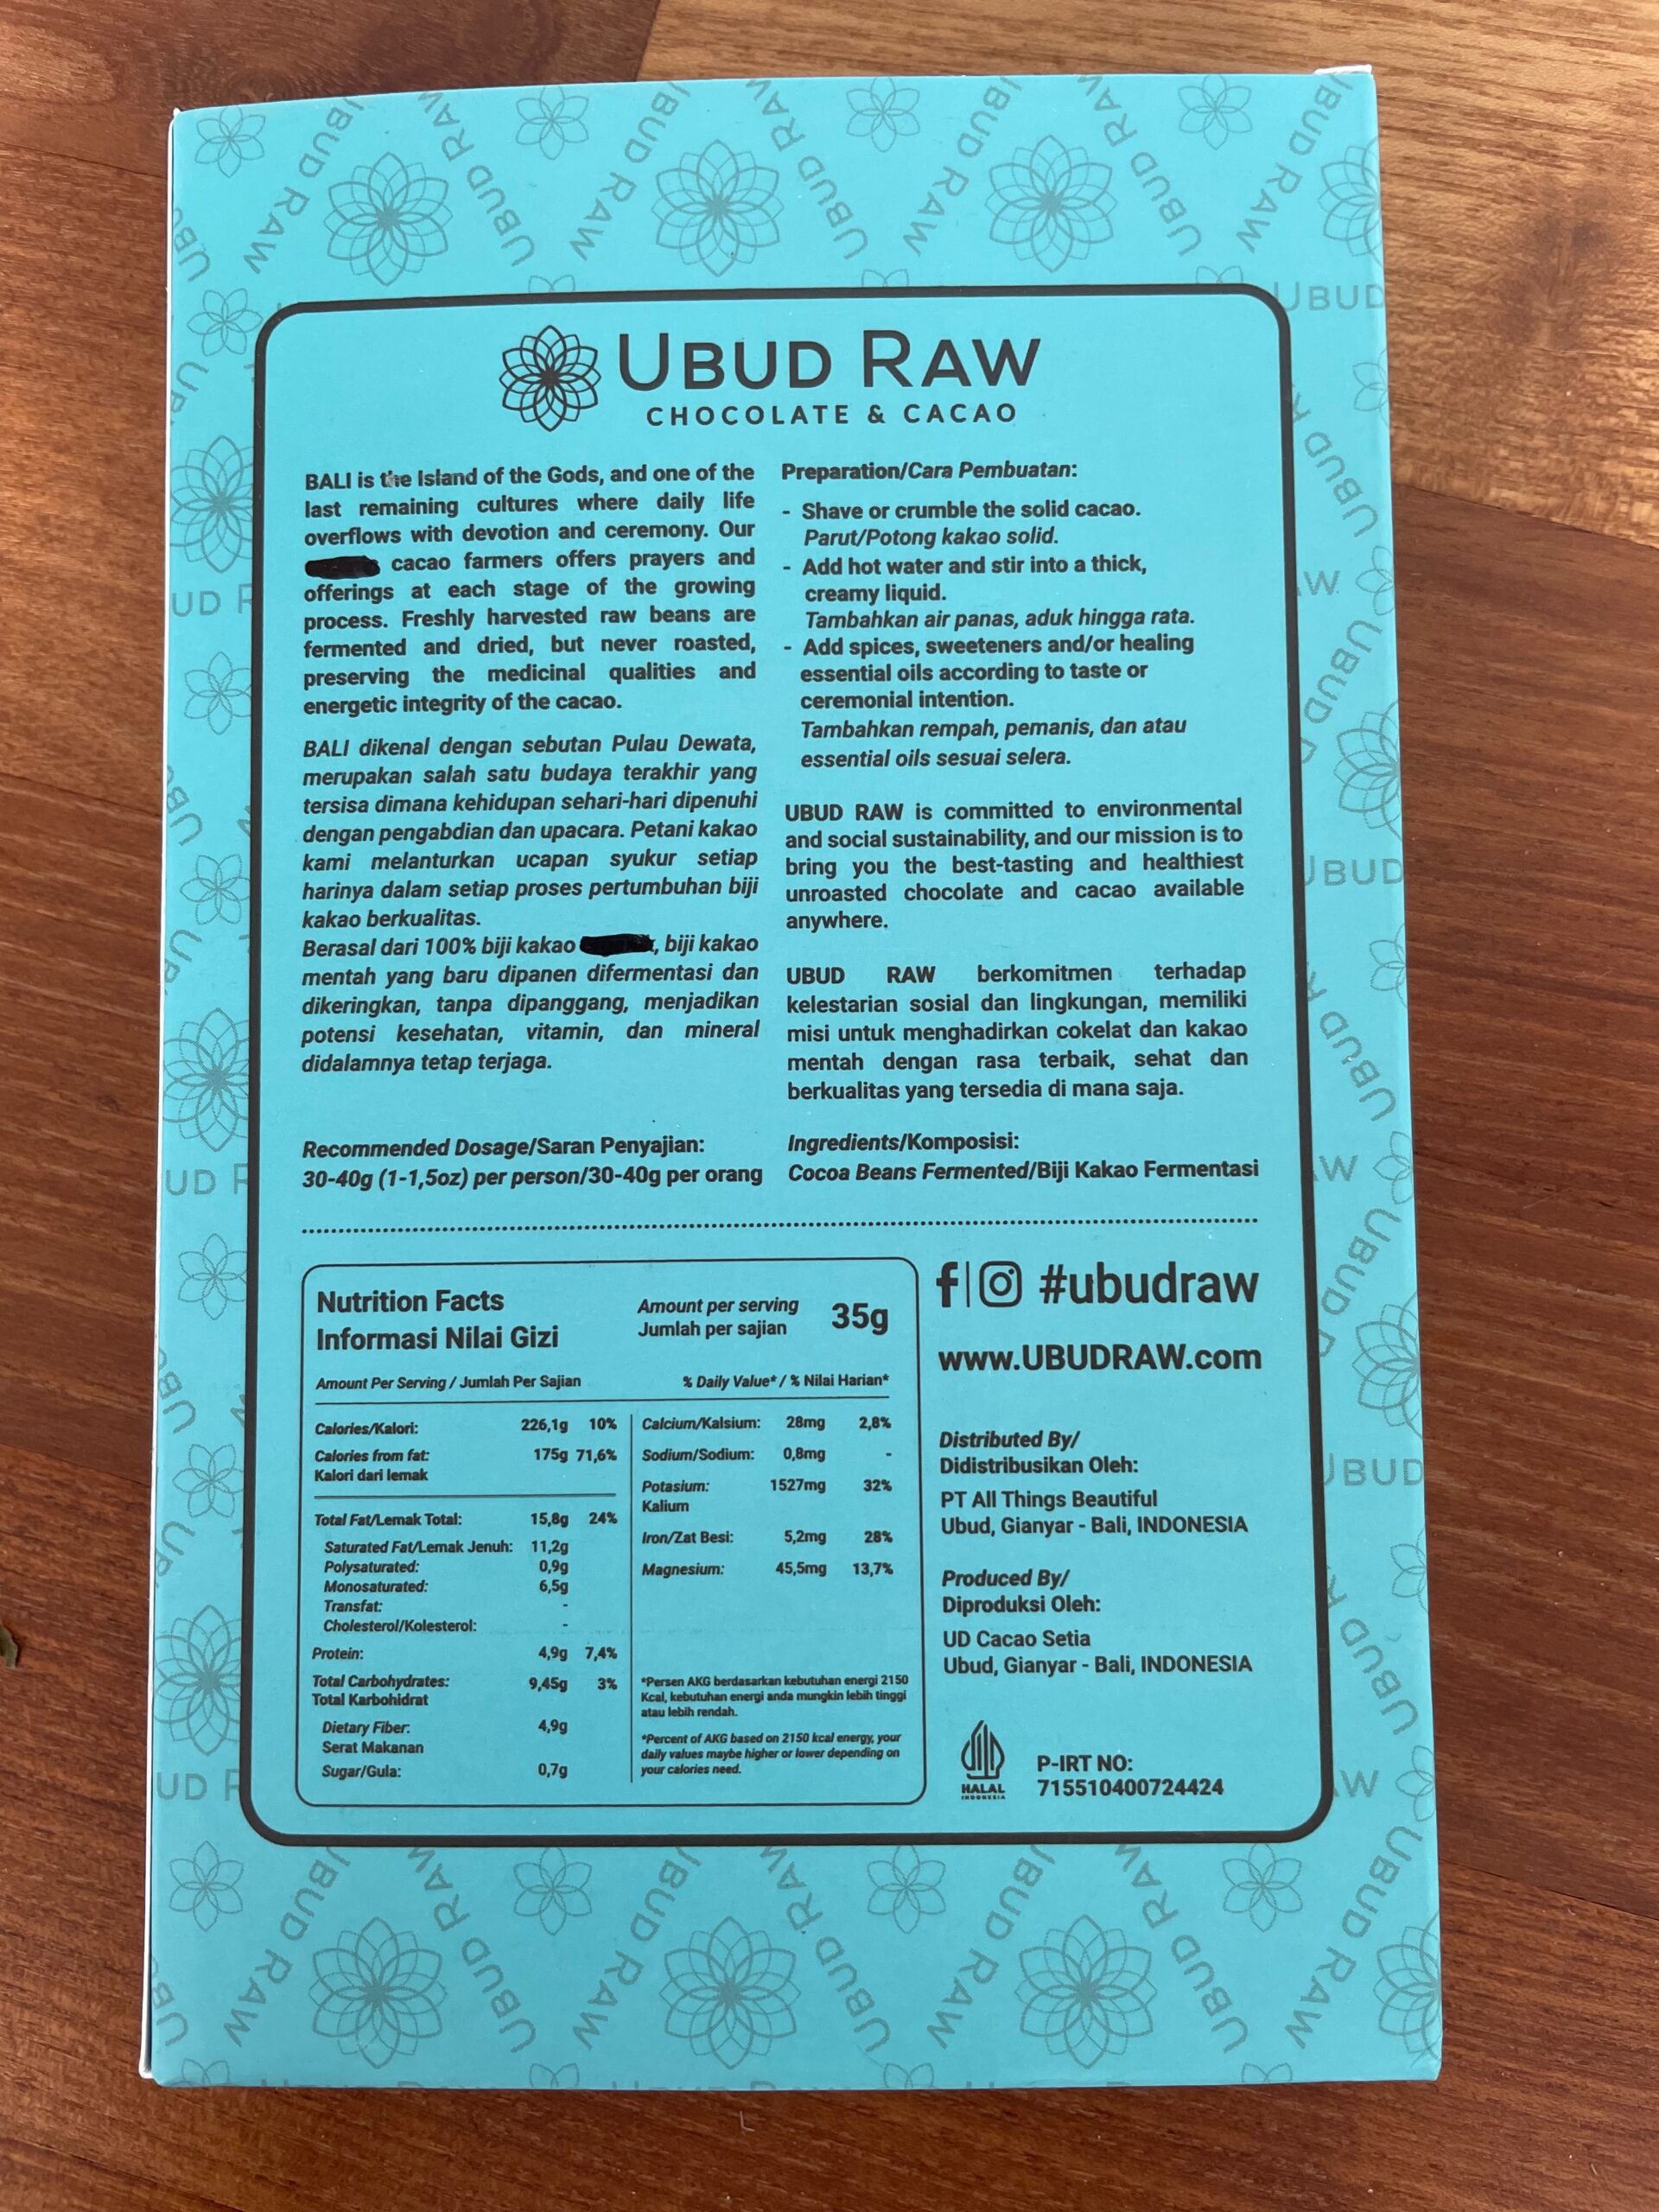 UBUD RAW
CHOCOLATE & CACAO
BALI is the Island of the Gods, and one of the
last remaining cultures where daily life
overflows with devotion and ceremony. Our
cacao farmers offers prayers and
offerings at each stage of the growing
process. Freshly harvested raw beans are
fermented and dried, but never roasted,
preserving the medicinal qualities and
energetic integrity of the cacao.
BALI dikenal dengan sebutan Pulau Dewata,
merupakan salah satu budaya terakhir yang
tersisa dimana kehidupan sehari-hari dipenuhi
dengan pengabdian dan upacara. Petani kakao
kami melanturkan ucapan syukur setiap
harinya dalam setiap proses pertumbuhan biji
kakao berkualitas.
Berasal dari 100% biji kakao , biji kakao
mentah yang baru dipanen difermentasi dan
dikeringkan, tanpa dipanggang, menjadikan
potensi kesehatan, vitamin, dan mineral
didalamnya tetap terjaga.
Recommended Dosage/Saran Penyajian:
30-40g (1-1,5oz) per person/30-40g per orang
Preparation/Cara Pembuatan:
- Shave or crumble the solid cacao.
Parut/Potong kakao solid.
- Add hot water and stir into a thick,
creamy liquid.
Tambahkan air panas, aduk hingga rata.
- Add spices, sweeteners and/or healing
essential oils according to taste or
ceremonial intention.
Tambahkan rempah, pemanis, dan atau
essential oils sesuai selera.
UBUD RAW is committed to environmental
and social sustainability, and our mission is to
bring you the best-tasting and healthiest
unroasted chocolate and cacao available
anywhere.
UBUD RAW berkomitmen terhadap
kelestarian sosial dan lingkungan, memiliki
misi untuk menghadirkan cokelat dan kakao
mentah dengan rasa terbaik, sehat dan
berkualitas yang tersedia di mana saja.
Ingredients/Komposisi:
Cocoa Beans Fermented/Biji Kakao Fermentasi
Nutrition Facts
Informasi Nilai Gizi
Amount per serving
Jumlah per sajian
35g
Amount Per Serving / Jumlah Per Sajian
% Daily Value* / % Nilai Harian*
Calories/Kalori: 226,1g 10%
Calories from fat: 175g 71,6%
Kalori dari lemak
Total Fat/Lemak Total: 15,8g 24%
Saturated Fat/Lemak Jenuh: 11,2g
Polysaturated: 0,9g
Monosaturated: 6,5g
Transfat: -
Cholesterol/Kolesterol: -
Protein: 4,9g 7,4%
Total Carbohydrates: 9,45g 3%
Total Karbohidrat
Dietary Fiber: 4,9g
Serat Makanan
Sugar/Gula: 0,7g
Calcium/Kalsium: 28mg 2,8%
Sodium/Sodium: 0,8mg -
Potasium: 1527mg 32%
Kalium
Iron/Zat Besi: 5,2mg 28%
Magnesium: 45,5mg 13,7%
*Persen AKG berdasarkan kebutuhan energi 2150
Kcal, kebutuhan energi anda mungkin lebih tinggi
atau lebih rendah.
*Percent of AKG based on 2150 kcal energy, your
daily values maybe higher or lower depending on
your calories need.
#ubudraw
www.UBUDRAW.com
Distributed By/
Didistribusikan Oleh:
PT All Things Beautiful
Ubud, Gianyar - Bali, INDONESIA
Produced By/
Diproduksi Oleh:
UD Cacao Setia
Ubud, Gianyar - Bali, INDONESIA
HALAL
INDONESIA
P-IRT NO:
715510400724424